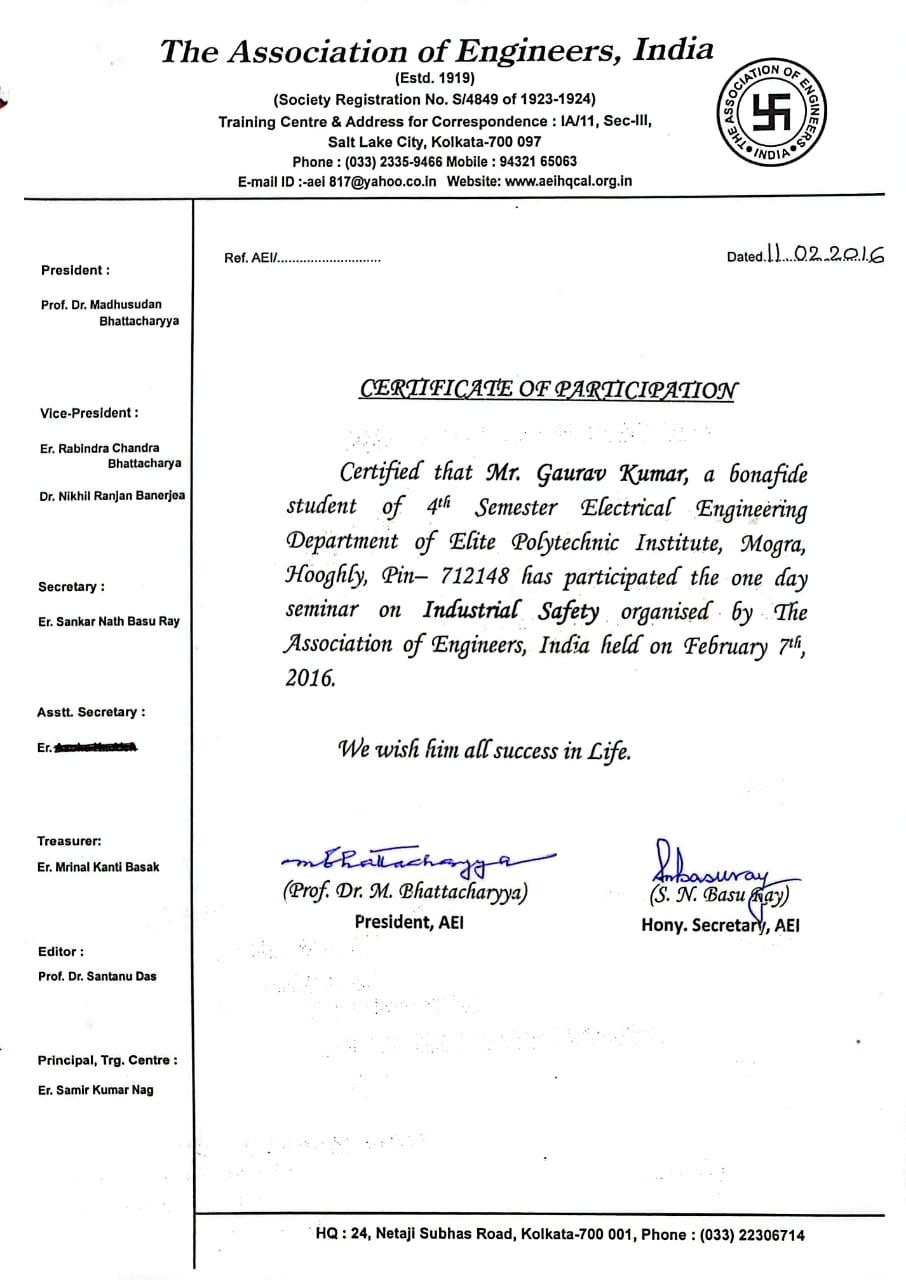 The Association of Engineers, India
(Estd. 1919)
(Society Registration No. S/4849 of 1923-1924)
Training Centre & Address for Correspondence : IA/11, Sec-III,
Salt Lake City, Kolkata-700 097
Phone : (033) 2335-9466 Mobile : 94321 65063
E-mail ID :-aei 817@yahoo.co.in Website: www.aeihqcal.org.in
THE ASSOCIATION OF ENGINEERS
INDIA
Ref. AEI/............................
Dated.11.02.2016
President :
Prof. Dr. Madhusudan
Bhattacharyya
Vice-President :
Er. Rabindra Chandra
Bhattacharya
Dr. Nikhil Ranjan Banerjea
Secretary :
Er. Sankar Nath Basu Ray
Asstt. Secretary :
Er.
Treasurer:
Er. Mrinal Kanti Basak
Editor :
Prof. Dr. Santanu Das
Principal, Trg. Centre :
Er. Samir Kumar Nag
CERTIFICATE OF PARTICIPATION
Certified that Mr. Gaurav Kumar, a bonafide
student of 4th Semester Electrical Engineering
Department of Elite Polytechnic Institute, Mogra,
Hooghly, Pin– 712148 has participated the one day
seminar on Industrial Safety organised by The
Association of Engineers, India held on February 7th,
2016.
We wish him all success in Life.
mBhattacharyya
(Prof. Dr. M. Bhattacharyya)
President, AEI
Snbasuray
(S. N. Basu Ray)
Hony. Secretary, AEI
HQ : 24, Netaji Subhas Road, Kolkata-700 001, Phone : (033) 22306714